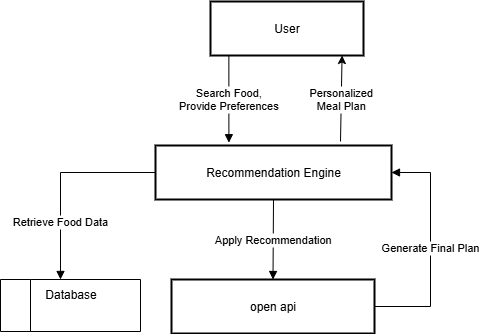 User
Search Food,
Provide Preferences
Personalized
Meal Plan
Recommendation Engine
Retrieve Food Data
Apply Recommendation
Generate Final Plan
Database
open api